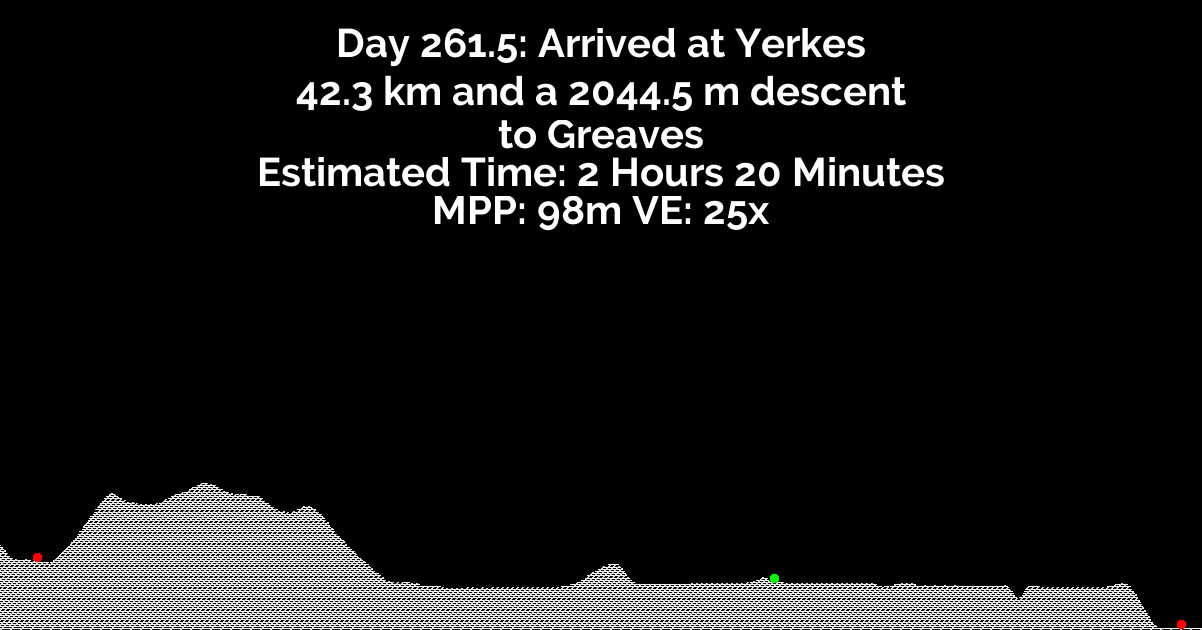 Day 261.5: Arrived at Yerkes
42.3 km and a 2044.5 m descent
to Greaves
Estimated Time: 2 Hours 20 Minutes
MPP: 98m VE: 25x